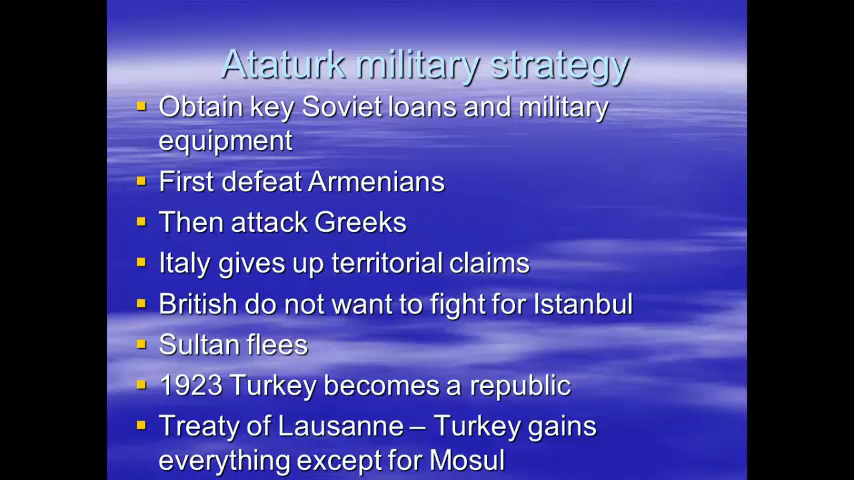 Ataturk military strategy
Obtain key Soviet loans and military
equipment
First defeat Armenians
Then attack Greeks
Italy gives up territorial claims
British do not want to fight for Istanbul
Sultan flees
1923 Turkey becomes a republic
Treaty of Lausanne – Turkey gains
everything except for Mosul